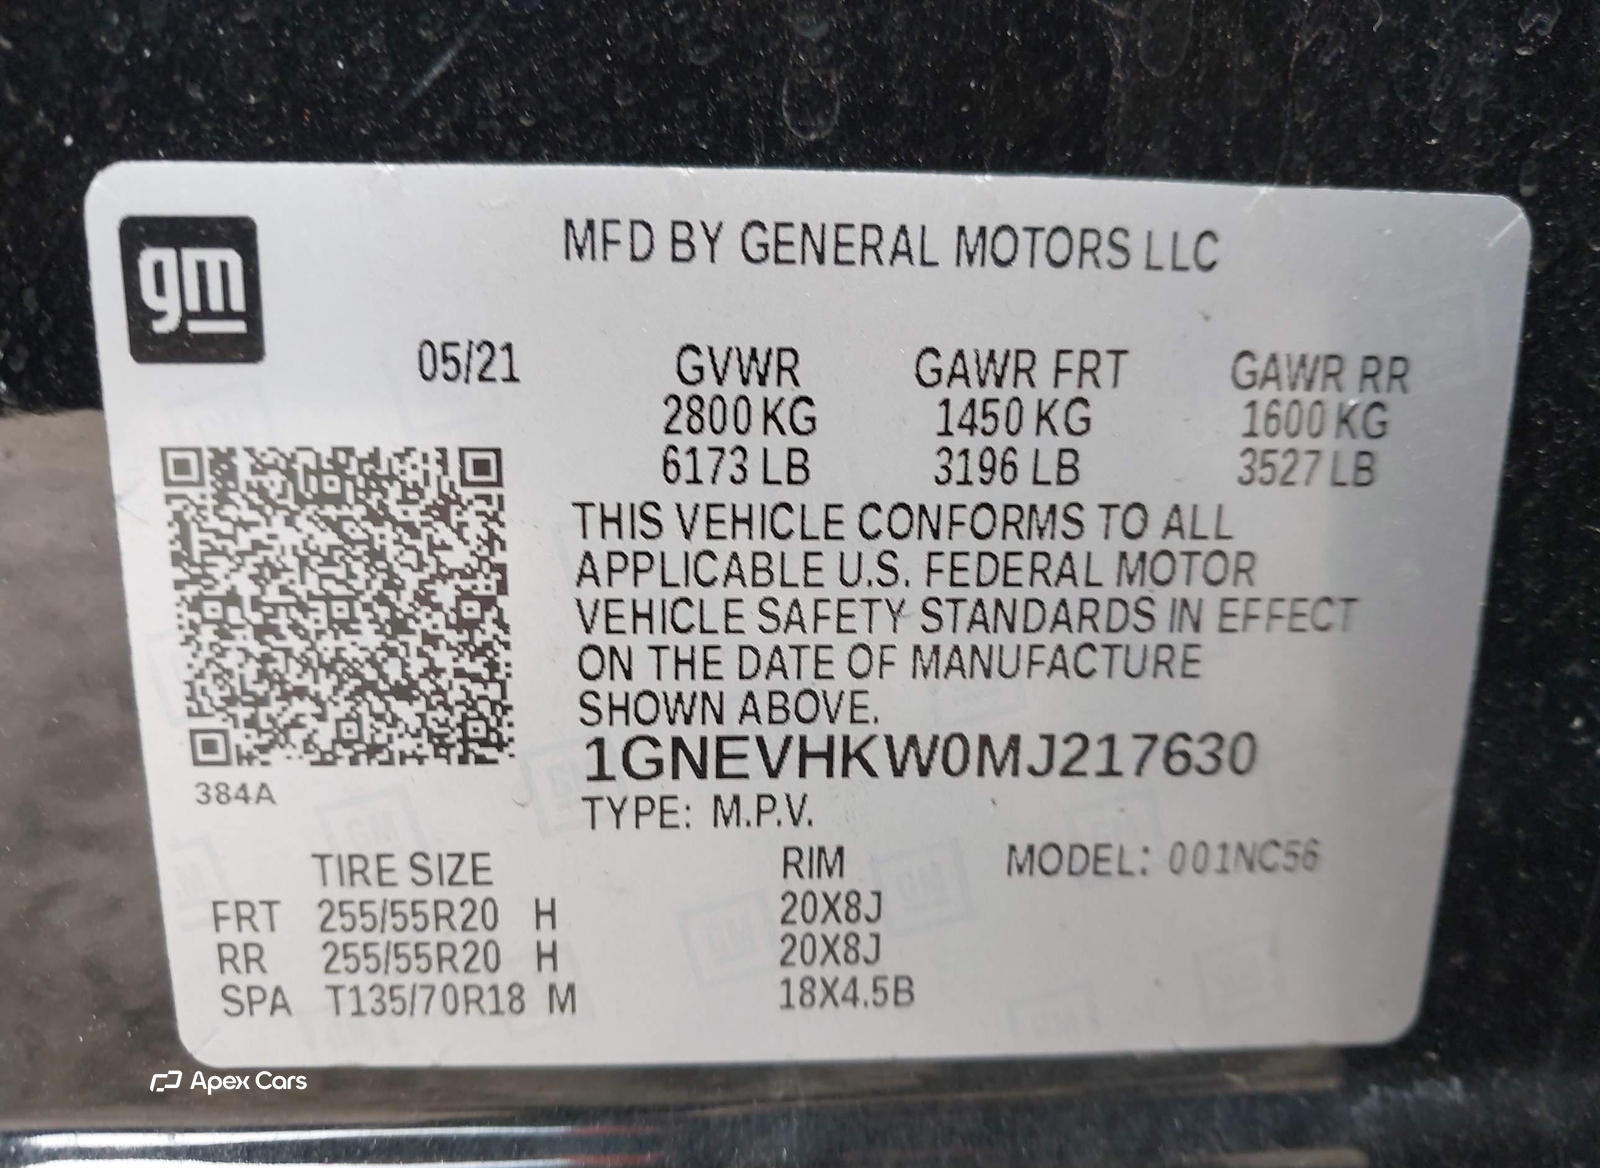 gm
MFD BY GENERAL MOTORS LLC
05/21 GVWR GAWR FRT GAWR RR
2800 KG 1450 KG 1600 KG
6173 LB 3196 LB 3527 LB
THIS VEHICLE CONFORMS TO ALL
APPLICABLE U.S. FEDERAL MOTOR
VEHICLE SAFETY STANDARDS IN EFFECT
ON THE DATE OF MANUFACTURE
SHOWN ABOVE.
1GNEVHKW0MJ217630
384A
TYPE: M.P.V.
TIRE SIZE RIM MODEL: 001NC56
FRT 255/55R20 H 20X8J
RR 255/55R20 H 20X8J
SPA T135/70R18 M 18X4.5B
Apex Cars